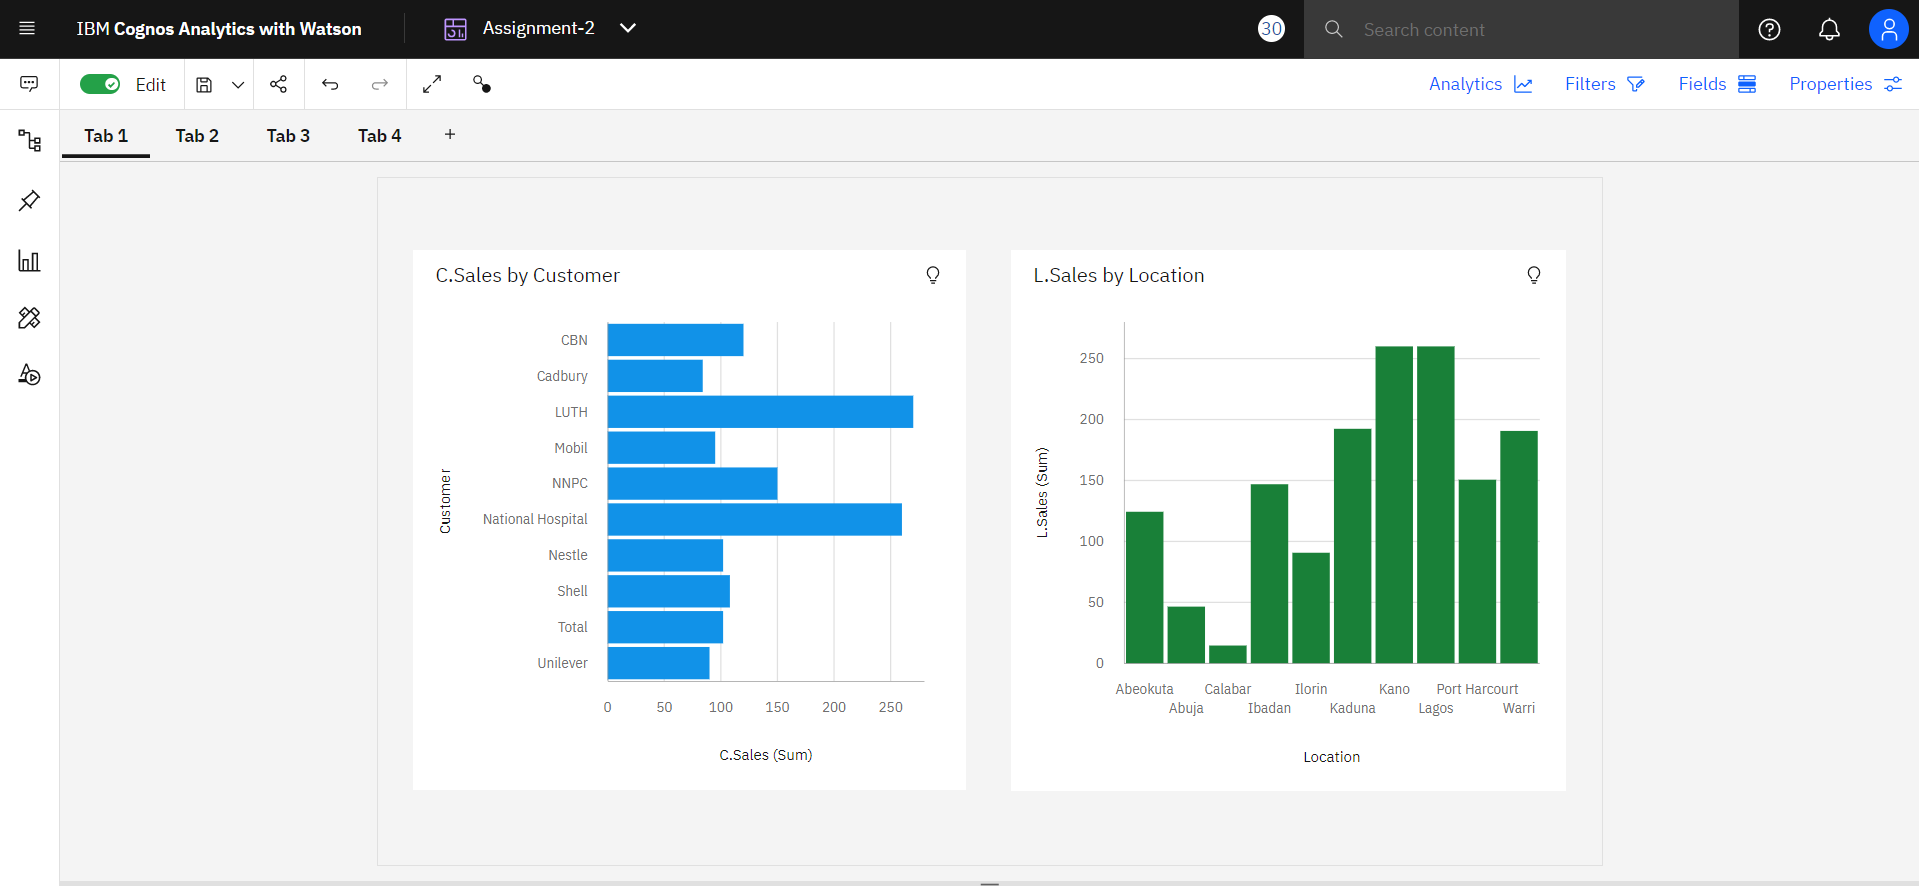 IBM Cognos Analytics with Watson
Assignment-2
30
Search content
Edit
Analytics
Filters
Fields
Properties
Tab 1
Tab 2
Tab 3
Tab 4
+
C.Sales by Customer
Customer
CBN
Cadbury
LUTH
Mobil
NNPC
National Hospital
Nestle
Shell
Total
Unilever
0 50 100 150 200 250
C.Sales (Sum)
L.Sales by Location
L.Sales (Sum)
250
200
150
100
50
0
Abeokuta Calabar Ilorin Kano Port Harcourt
Abuja Ibadan Kaduna Lagos Warri
Location